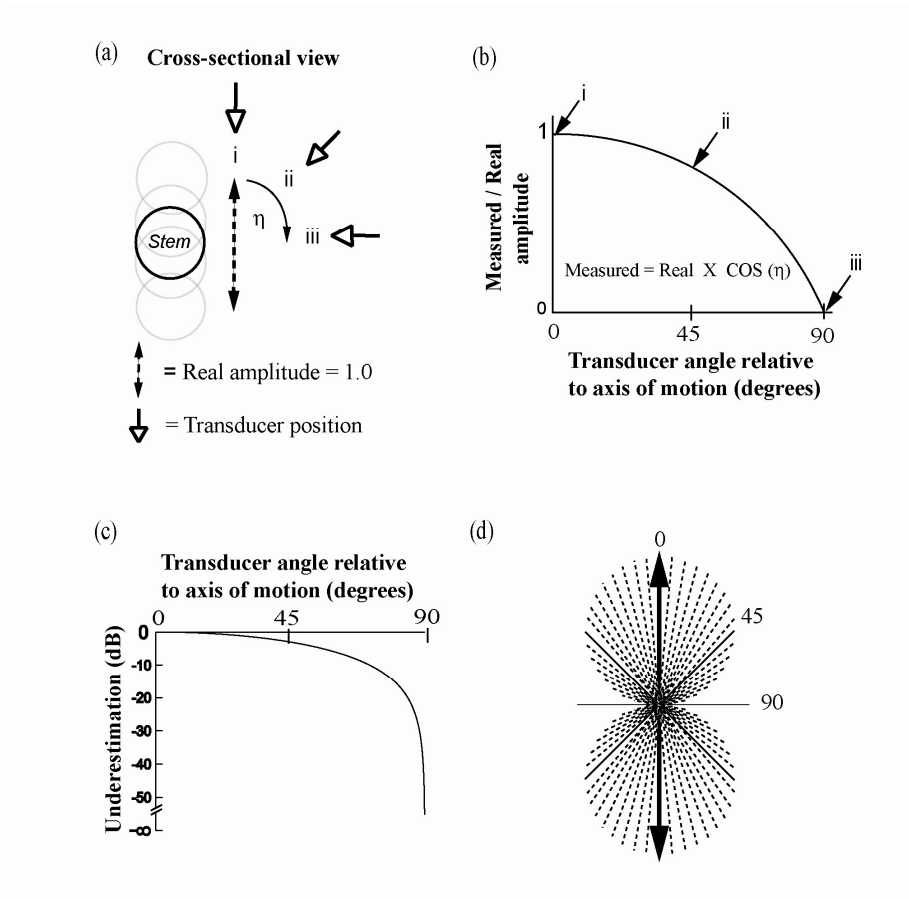 (a)
Cross-sectional view
i
ii
η
iii
Stem
= Real amplitude = 1.0
= Transducer position
(b)
i
ii
iii
1
0
Measured / Real
amplitude
Measured = Real X COS (η)
0
45
90
Transducer angle relative
to axis of motion (degrees)
(c)
Transducer angle relative
to axis of motion (degrees)
0
45
90
Underestimation (dB)
0
-10
-20
-30
-40
-50
-∞
(d)
0
45
90